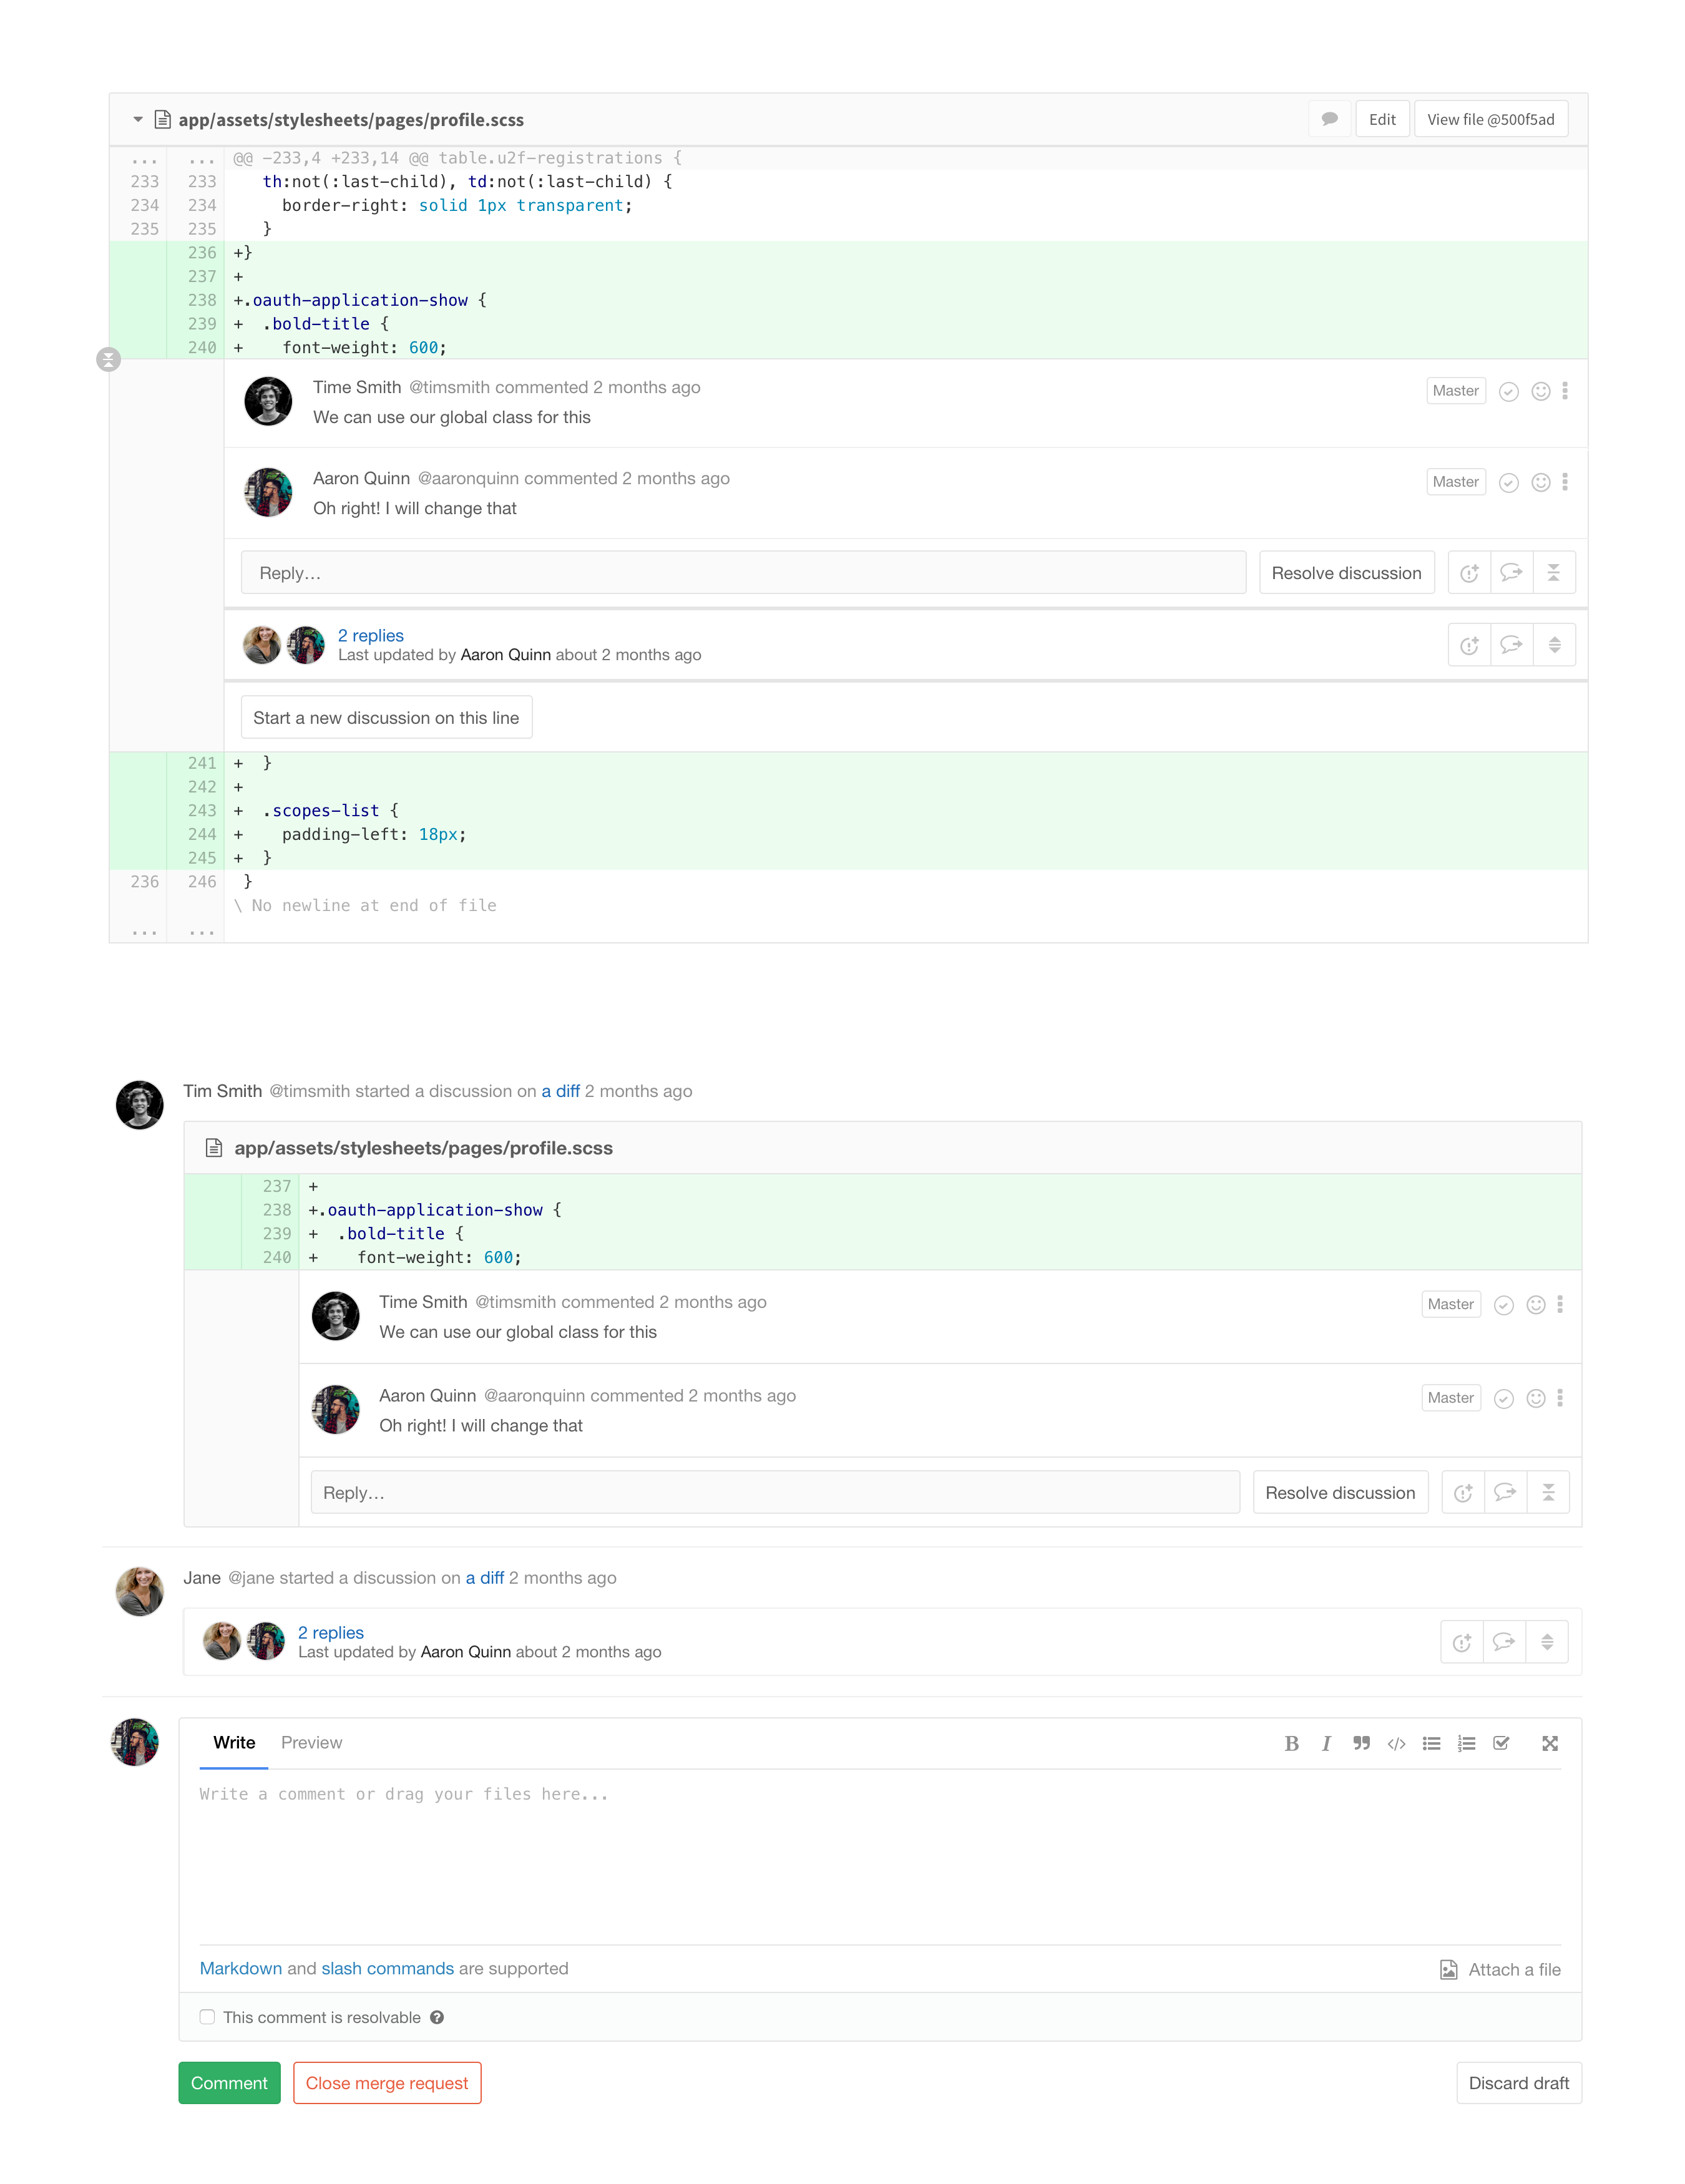 app/assets/stylesheets/pages/profile.scss Edit View file @500f5ad
... ... @@ -233,4 +233,14 @@ table.u2f-registrations {
233 233 th:not(:last-child), td:not(:last-child) {
234 234 border-right: solid 1px transparent;
235 235 }
236 +}
237 +
238 +.oauth-application-show {
239 + .bold-title {
240 + font-weight: 600;
Time Smith @timsmith commented 2 months ago Master
We can use our global class for this
Aaron Quinn @aaronquinn commented 2 months ago Master
Oh right! I will change that
Reply... Resolve discussion
2 replies
Last updated by Aaron Quinn about 2 months ago
Start a new discussion on this line
241 + }
242 +
243 + .scopes-list {
244 + padding-left: 18px;
245 + }
236 246 }
\ No newline at end of file
... ...
Tim Smith @timsmith started a discussion on a diff 2 months ago
app/assets/stylesheets/pages/profile.scss
237 +
238 +.oauth-application-show {
239 + .bold-title {
240 + font-weight: 600;
Time Smith @timsmith commented 2 months ago Master
We can use our global class for this
Aaron Quinn @aaronquinn commented 2 months ago Master
Oh right! I will change that
Reply... Resolve discussion
Jane @jane started a discussion on a diff 2 months ago
2 replies
Last updated by Aaron Quinn about 2 months ago
Write Preview B I
Write a comment or drag your files here...
Markdown and slash commands are supported Attach a file
This comment is resolvable ?
Comment Close merge request Discard draft